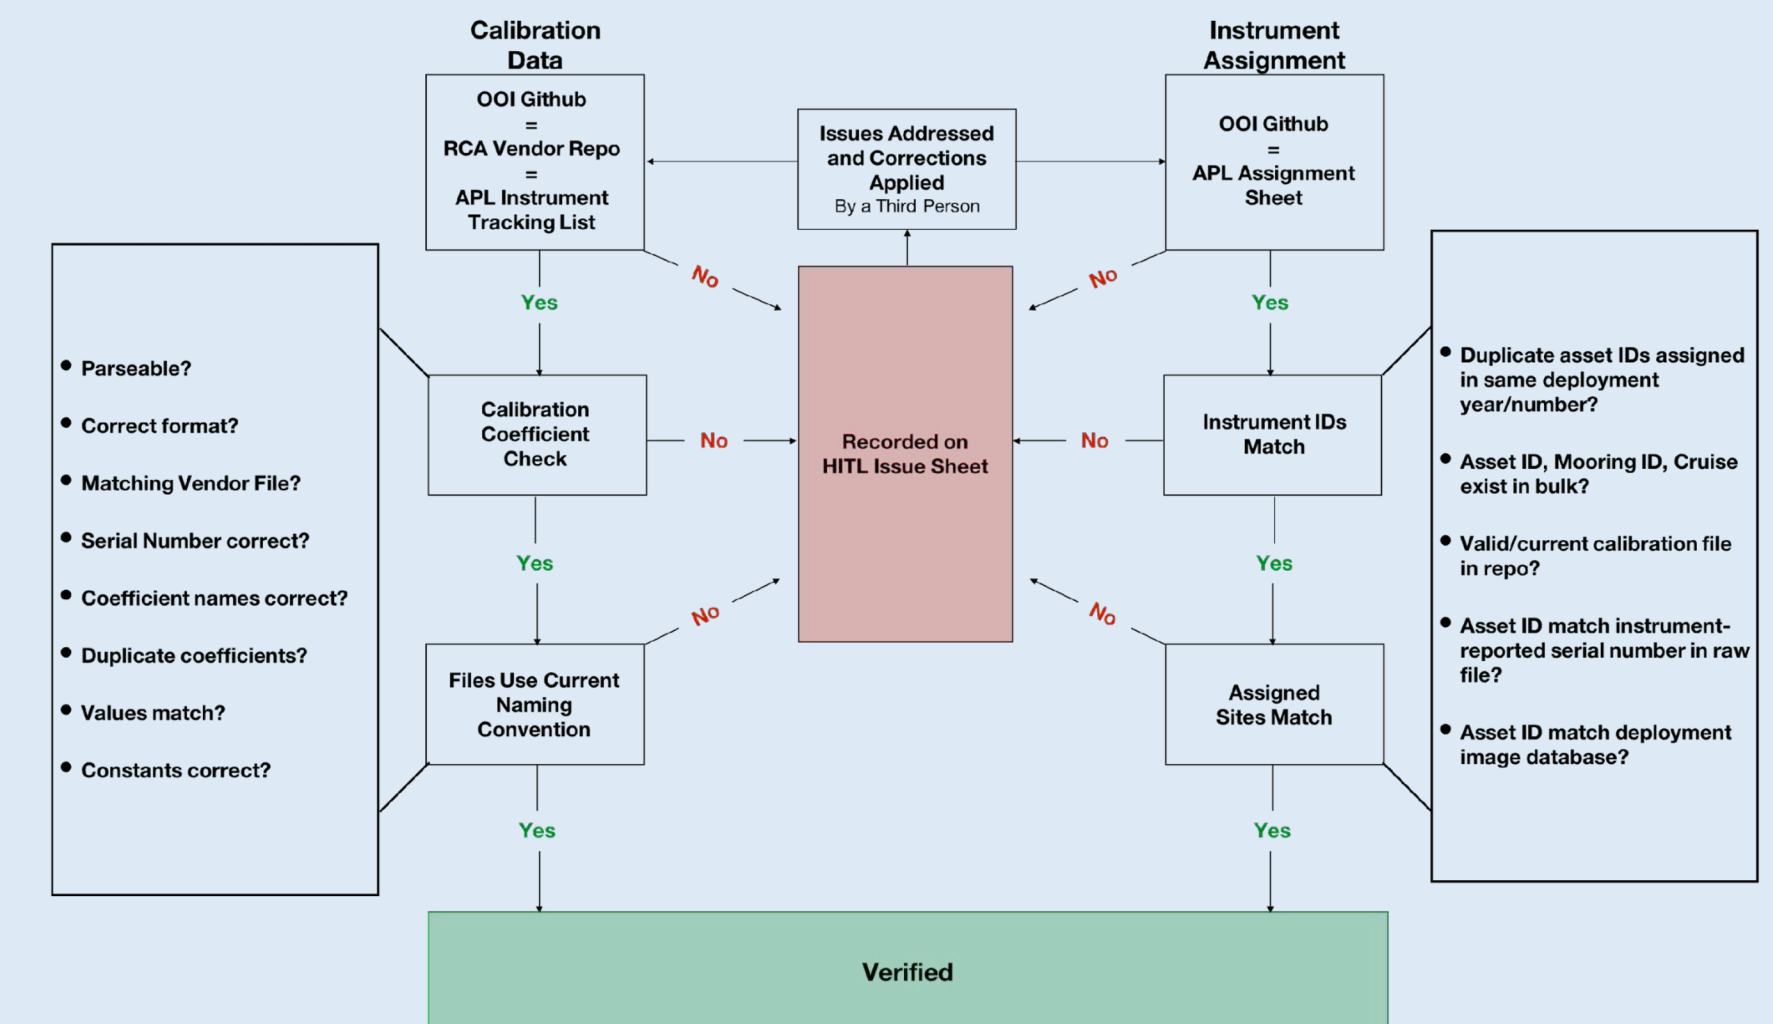 Calibration
Data
OOI Github
=
RCA Vendor Repo
=
APL Instrument
Tracking List
Issues Addressed
and Corrections
Applied
By a Third Person
Instrument
Assignment
OOI Github
=
APL Assignment
Sheet
No
No
Yes
Yes
• Parseable?
• Correct format?
• Matching Vendor File?
• Serial Number correct?
• Coefficient names correct?
• Duplicate coefficients?
• Values match?
• Constants correct?
Calibration
Coefficient
Check
No
Recorded on
HITL Issue Sheet
No
Instrument IDs
Match
• Duplicate asset IDs assigned
in same deployment
year/number?
• Asset ID, Mooring ID, Cruise
exist in bulk?
• Valid/current calibration file
in repo?
• Asset ID match instrument-
reported serial number in raw
file?
• Asset ID match deployment
image database?
Yes
Yes
No
No
Files Use Current
Naming
Convention
Assigned
Sites Match
Yes
Yes
Verified